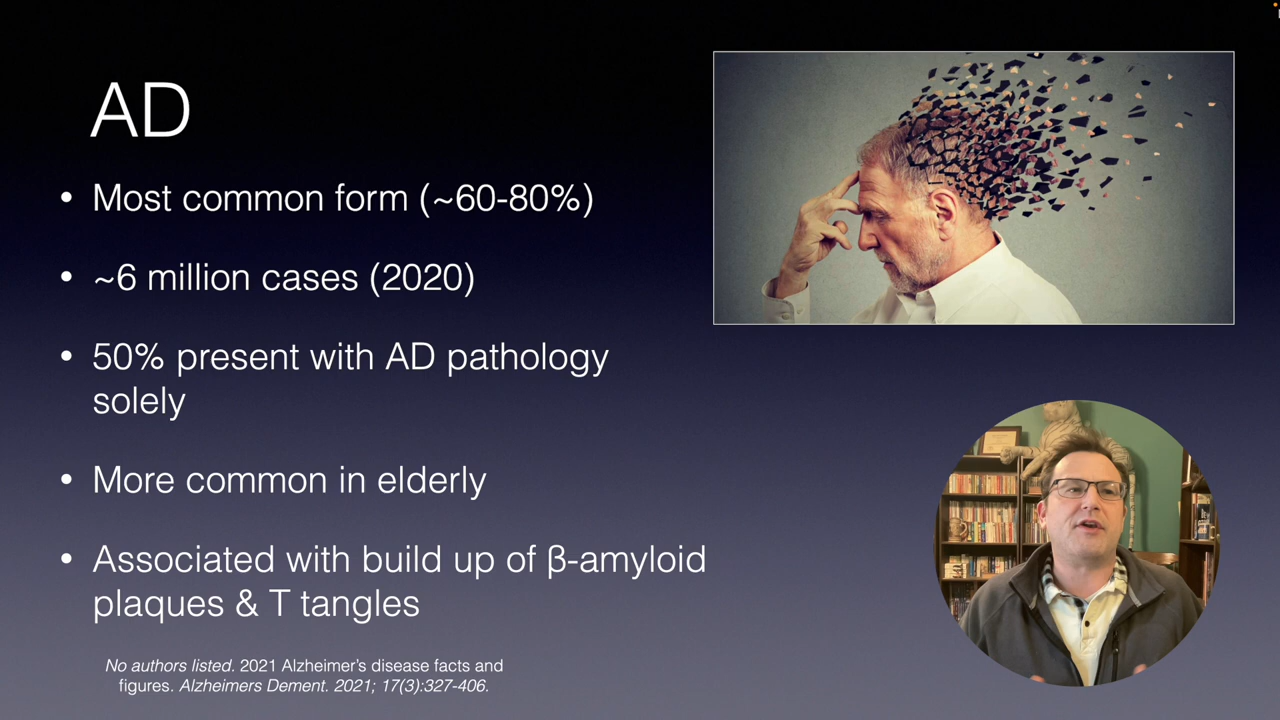 AD
• Most common form (~60-80%)
• ~6 million cases (2020)
• 50% present with AD pathology
solely
• More common in elderly
• Associated with build up of β-amyloid
plaques & T tangles
No authors listed. 2021 Alzheimer's disease facts and
figures. Alzheimers Dement. 2021; 17(3):327-406.